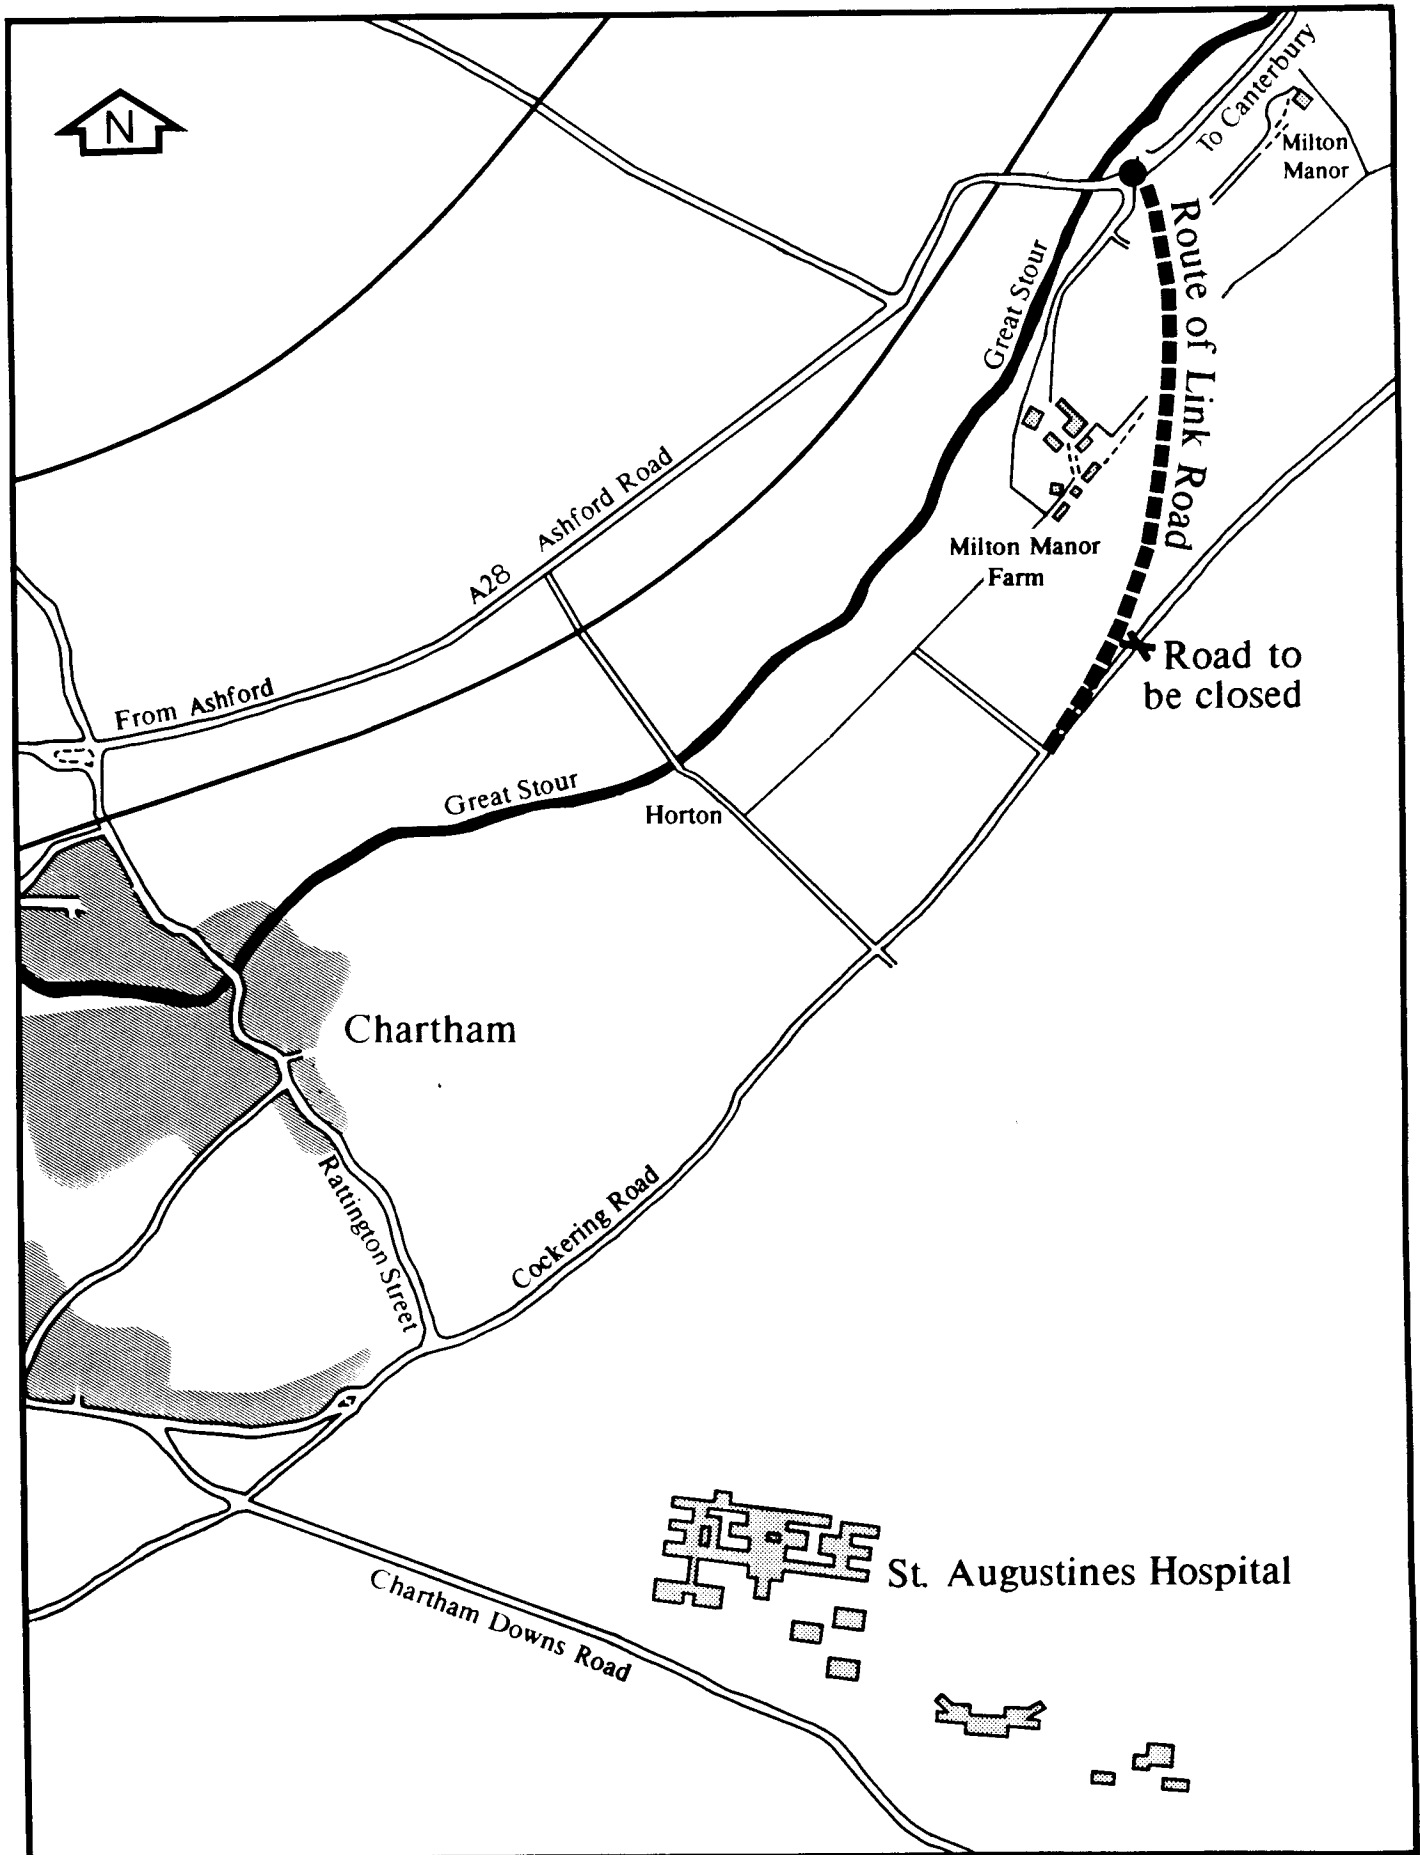 N
To Canterbury
Milton
Manor
Route of Link Road
Great Stour
Ashford Road
A28
Milton Manor
Farm
Road to
be closed
From Ashford
Great Stour
Horton
Chartham
Rattington Street
Cockering Road
St. Augustines Hospital
Chartham Downs Road